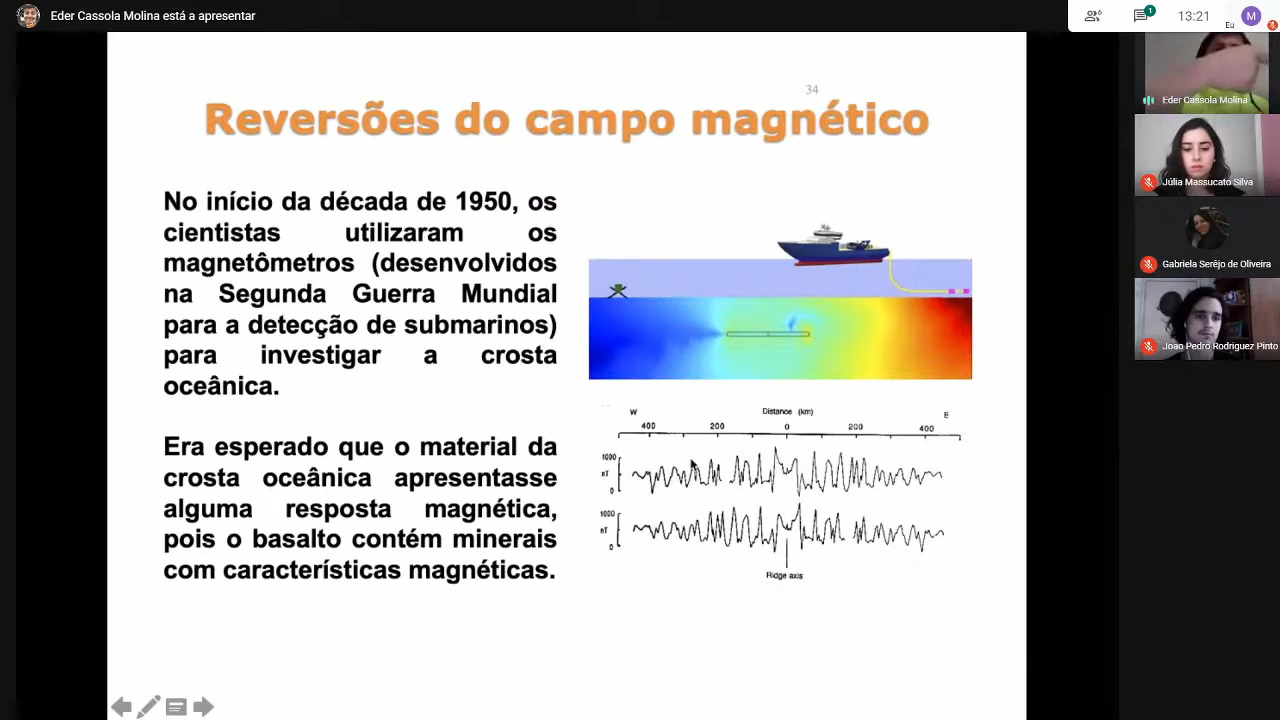 Eder Cassola Molina está a apresentar
6
1
13:21
Eu
M
34
Reversões do campo magnético
No início da década de 1950, os
cientistas utilizaram os
magnetômetros (desenvolvidos
na Segunda Guerra Mundial
para a detecção de submarinos)
para investigar a crosta
oceânica.
Era esperado que o material da
crosta oceânica apresentasse
alguma resposta magnética,
pois o basalto contém minerais
com características magnéticas.
W Distance (km) E
400 200 0 200 400
1000
nT
0
1000
nT
0
Ridge axis
Eder Cassola Molina
Júlia Massucato Silva
Gabriela Serêjo de Oliveira
Joao Pedro Rodriguez Pinto